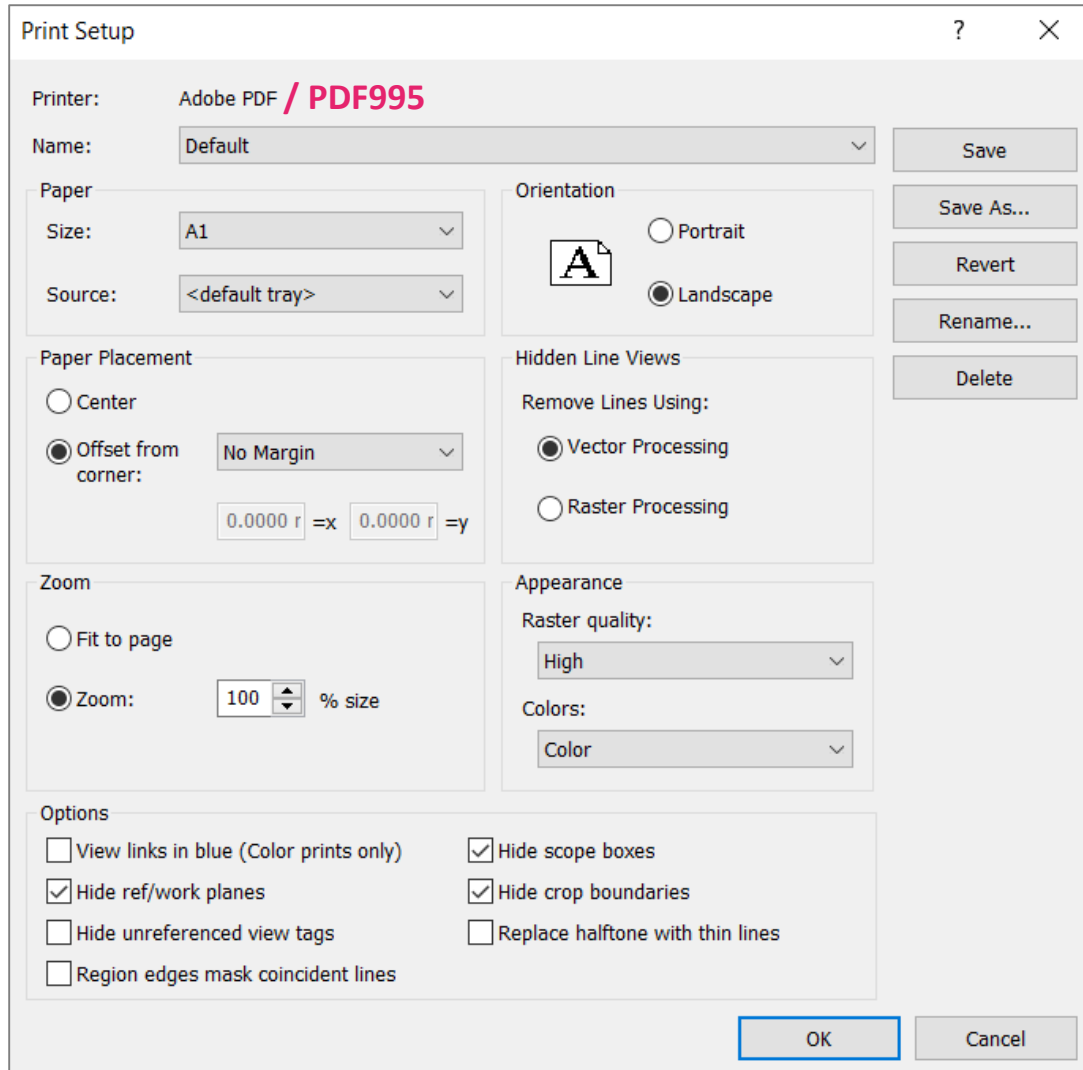 Print Setup ?
Printer: Adobe PDF / PDF995
Name: Default
Save
Save As...
Revert
Rename...
Delete
Paper
Size: A1
Source: <default tray>
Orientation
A
Portrait
Landscape
Paper Placement
Center
Offset from
corner:
No Margin
0.0000 r =x 0.0000 r =y
Hidden Line Views
Remove Lines Using:
Vector Processing
Raster Processing
Zoom
Fit to page
Zoom: 100 % size
Appearance
Raster quality:
High
Colors:
Color
Options
View links in blue (Color prints only)
Hide ref/work planes
Hide unreferenced view tags
Region edges mask coincident lines
Hide scope boxes
Hide crop boundaries
Replace halftone with thin lines
OK
Cancel